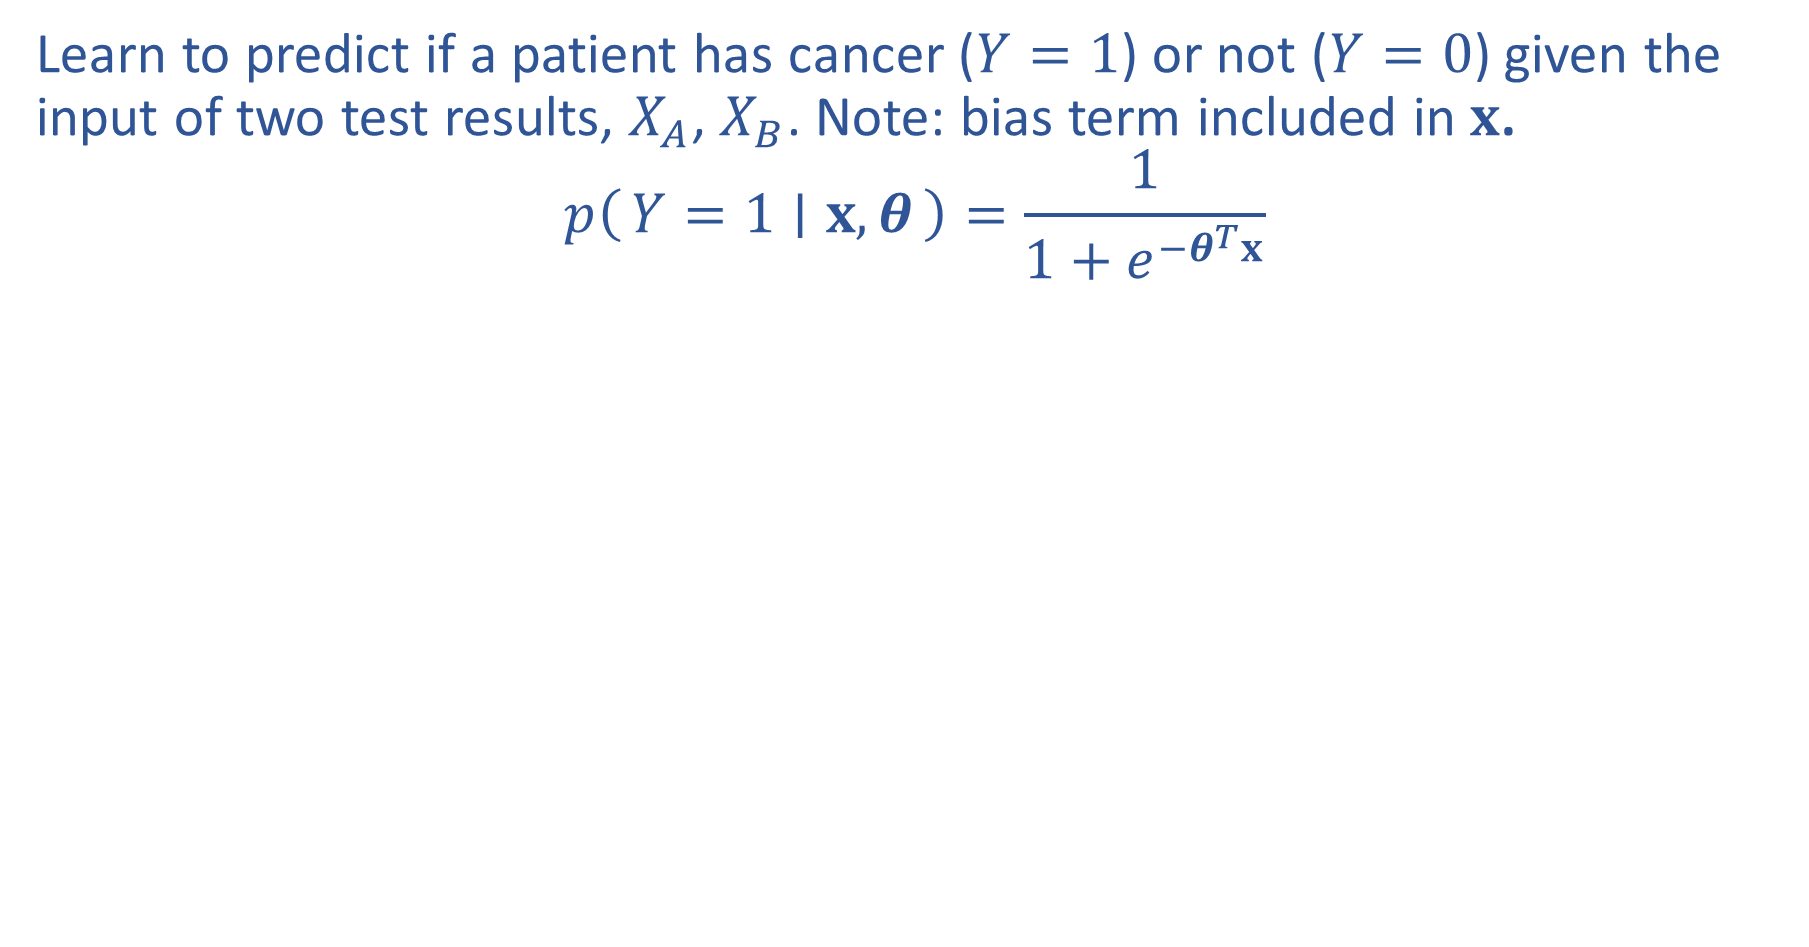 Learn to predict if a patient has cancer (𝑌 = 1) or not (𝑌 = 0) given the
input of two test results, 𝑋_𝐴, 𝑋_𝐵. Note: bias term included in 𝐱.
𝑝( 𝑌 = 1 | 𝐱, 𝜽 ) = 1 / (1 + 𝑒^(−𝜽^𝑇 𝐱))